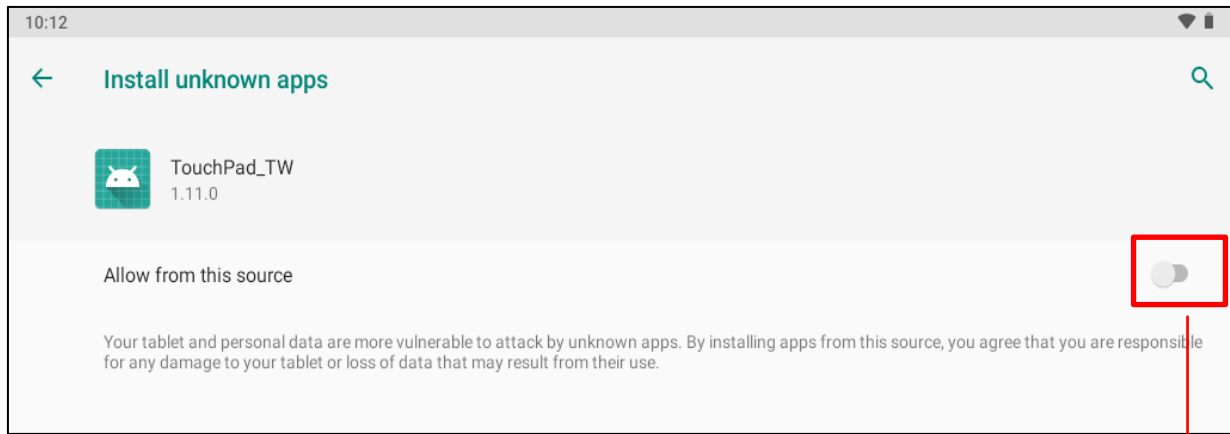 10:12
Install unknown apps
TouchPad_TW
1.11.0
Allow from this source
Your tablet and personal data are more vulnerable to attack by unknown apps. By installing apps from this source, you agree that you are responsible
for any damage to your tablet or loss of data that may result from their use.